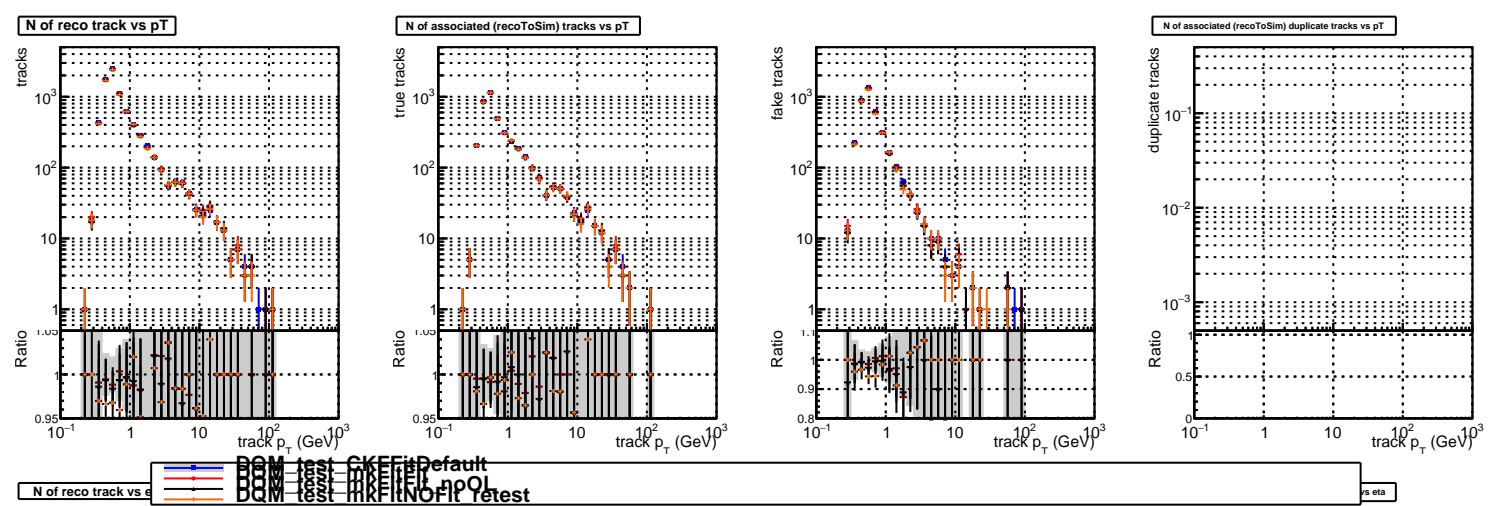 N of reco track vs pT
N of associated (recoToSim) tracks vs pT
N of associated (recoToSim) duplicate tracks vs pT
tracks
10³
10²
10
1
Ratio
1.05
1
0.95
10⁻¹ 1 10 10² 10³
track p_T (GeV)
true tracks
10³
10²
10
1
Ratio
1.05
1
0.95
10⁻¹ 1 10 10² 10³
track p_T (GeV)
fake tracks
10³
10²
10
1
Ratio
1.1
1
0.9
0.8
10⁻¹ 1 10 10² 10³
track p_T (GeV)
duplicate tracks
10⁻¹
10⁻²
10⁻³
Ratio
1
0.5
0
10⁻¹ 1 10 10² 10³
track p_T (GeV)
DQM_test_CKFFitDefault
DQM_test_mkFitFit
DQM_test_mkFitFit_noOL
DQM_test_mkFitNOFit_retest
N of reco track vs e
vs eta